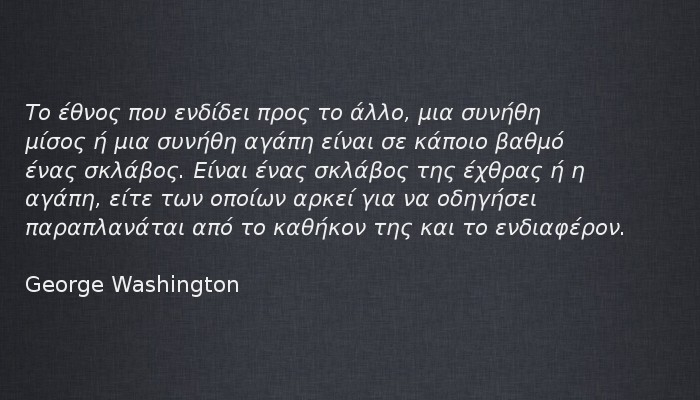 Το έθνος που ενδίδει προς το άλλο, μια συνήθη
μίσος ή μια συνήθη αγάπη είναι σε κάποιο βαθμό
ένας σκλάβος. Είναι ένας σκλάβος της έχθρας ή η
αγάπη, είτε των οποίων αρκεί για να οδηγήσει
παραπλανάται από το καθήκον της και το ενδιαφέρον.
George Washington